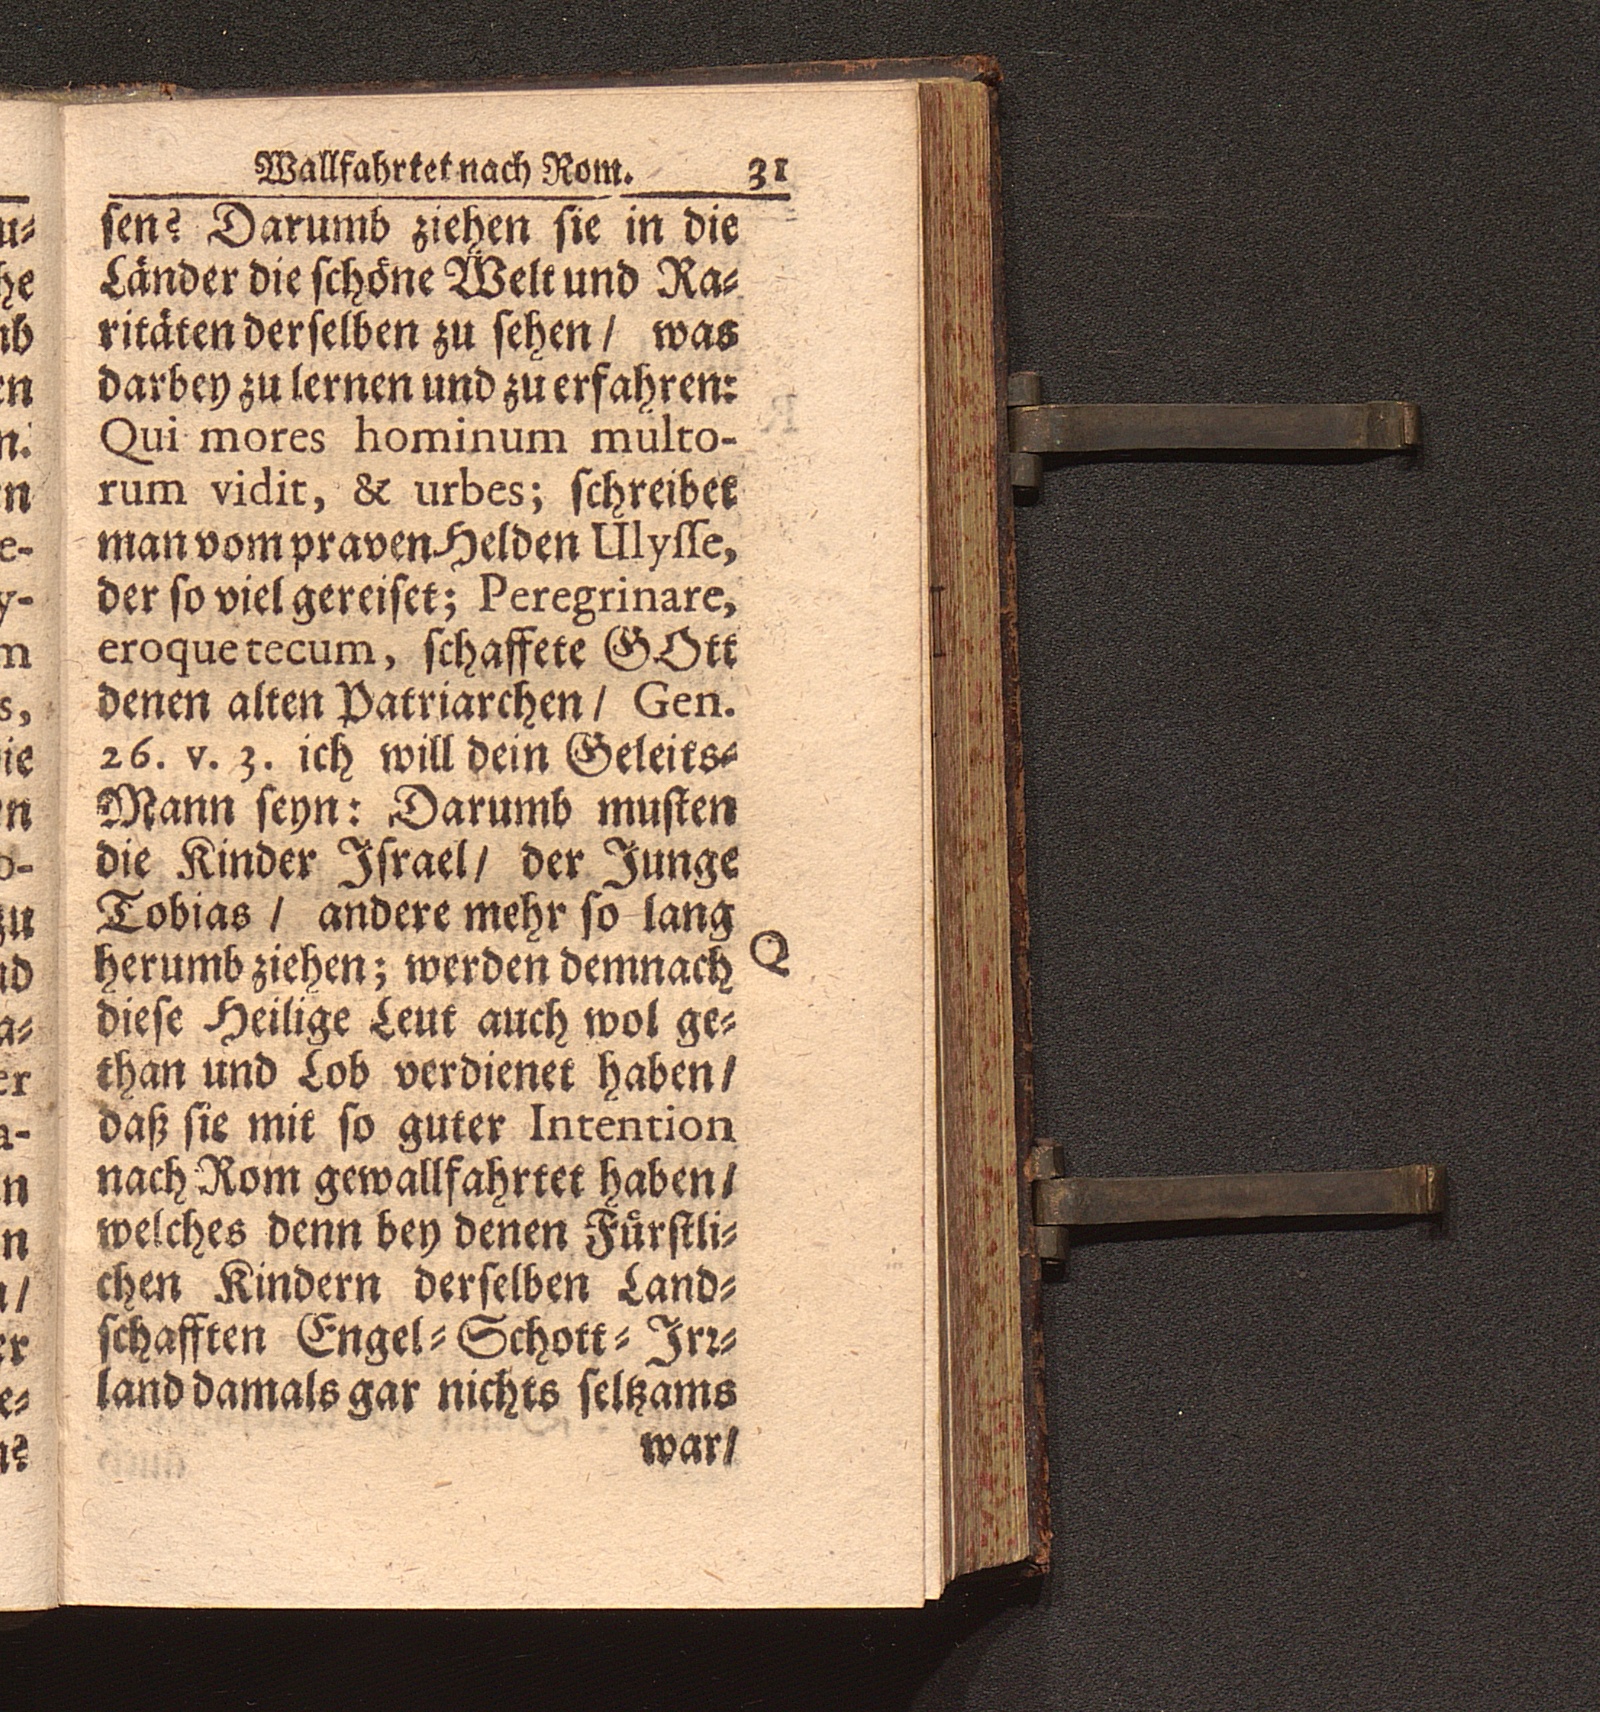 Wallfahrtet nach Rom. 31
ſen? Darumb ziehen ſie in die
Länder die ſchöne Welt und Ra-
ritäten derſelben zu ſehen / was
darbey zu lernen und zu erfahren:
Qui mores hominum multo-
rum vidit, & urbes; ſchreibet
man vom praven Helden Ulyſſe,
der ſo viel gereiſet; Peregrinare,
eroque tecum, ſchaffete GOtt
denen alten Patriarchen / Gen.
26. v. 3. ich will dein Geleits-
Mann ſeyn: Darumb muſten
die Kinder Iſrael / der Junge
Tobias / andere mehr ſo lang
herumb ziehen; werden demnach Q
dieſe Heilige Leut auch wol ge-
than und Lob verdienet haben /
daß ſie mit ſo guter Intention
nach Rom gewallfahrtet haben /
welches denn bey denen Fürſtli-
chen Kindern derſelben Land-
ſchafften Engel- Schott- Irr-
land damals gar nichts ſeltzams
war /